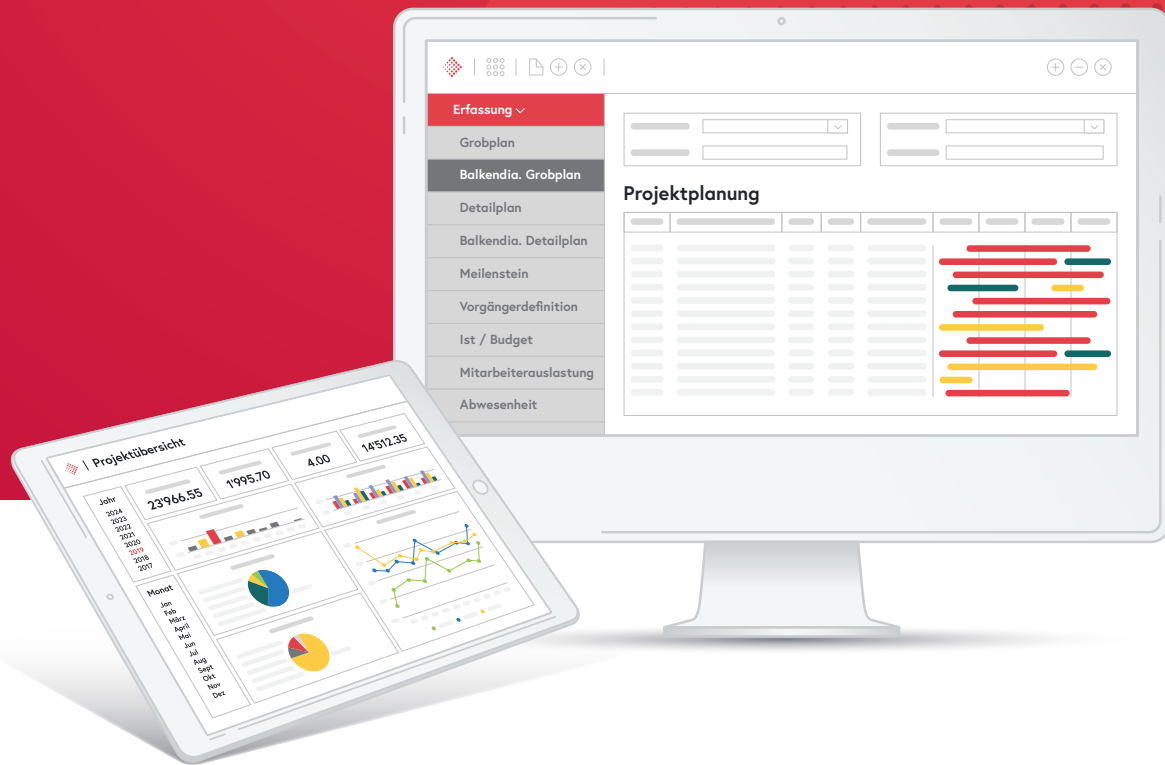 Erfassung
Grobplan
Balkendia. Grobplan
Detailplan
Balkendia. Detailplan
Meilenstein
Vorgängerdefinition
Ist / Budget
Mitarbeiterauslastung
Abwesenheit
Projektplanung
Projektübersicht
Jahr
2024
2023
2022
2021
2020
2019
2018
2017
23'966.55
1'995.70
4.00
14'512.35
Monat
Jan
Feb
März
April
Mai
Jun
Jul
Aug
Sept
Okt
Nov
Dez